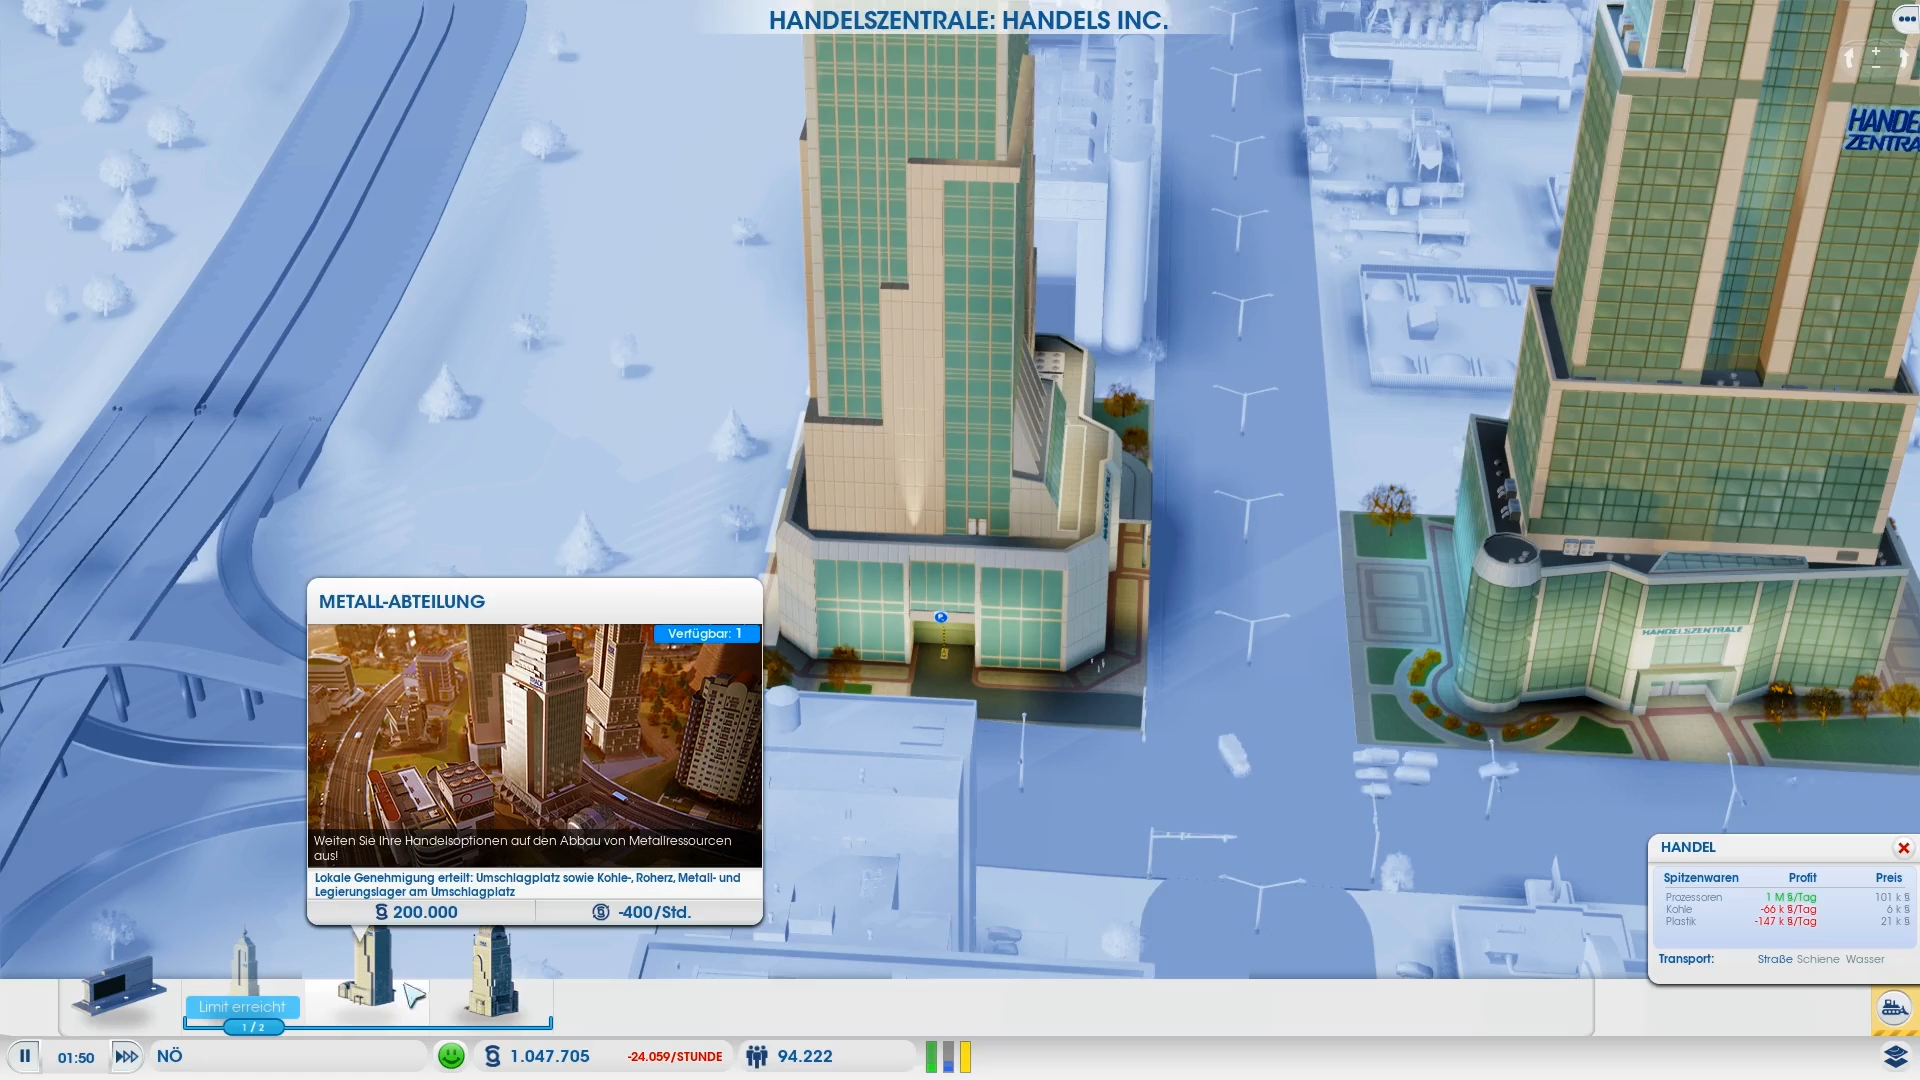 HANDELSZENTRALE: HANDELS INC.
HANDELSZENTRALE
METALL-ABTEILUNG
Verfügbar: 1
TRADE
Weiten Sie Ihre Handelsoptionen auf den Abbau von Metallressourcen
aus!
Lokale Genehmigung erteilt: Umschlagplatz sowie Kohle-, Roherz, Metall- und
Legierungslager am Umschlagplatz
200.000
-400/Std.
HANDEL
Spitzenwaren Profit Preis
Prozessoren 1 M §/Tag 101 k §
Kohle -66 k §/Tag 6 k §
Plastik -147 k §/Tag 21 k §
Transport: Straße Schiene Wasser
Limit erreicht
1 / 2
01:50
NÖ
1.047.705
-24.059/STUNDE
94.222